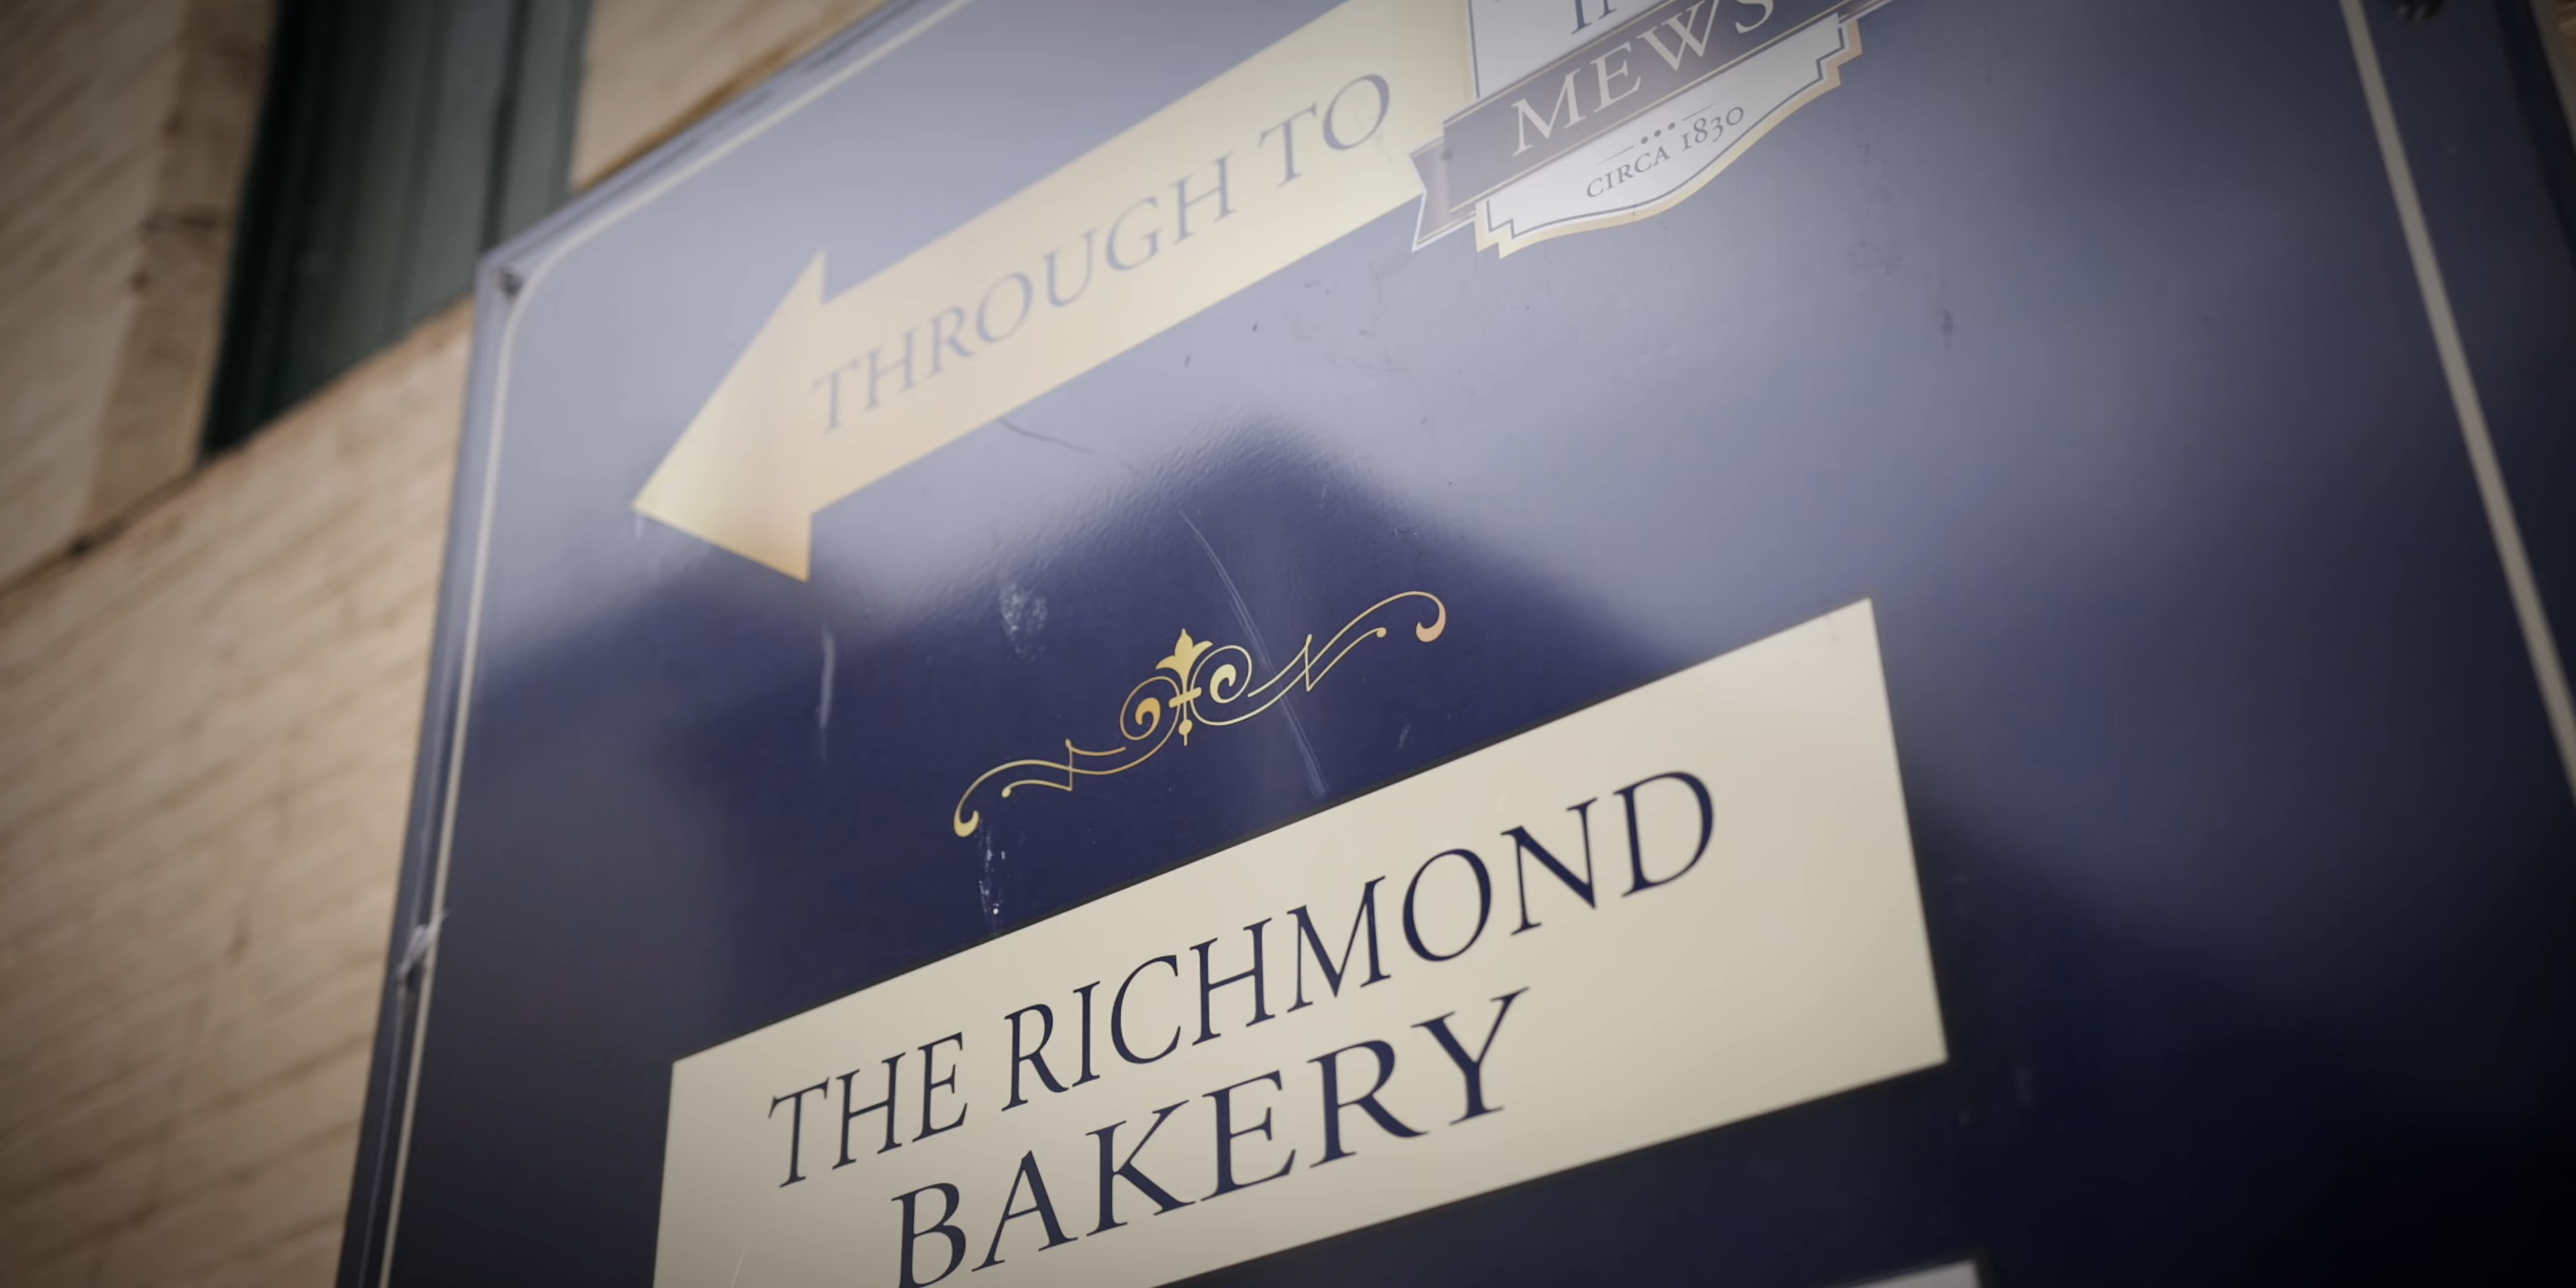 THROUGH TO
MEWS
CIRCA 1830
THE RICHMOND
BAKERY